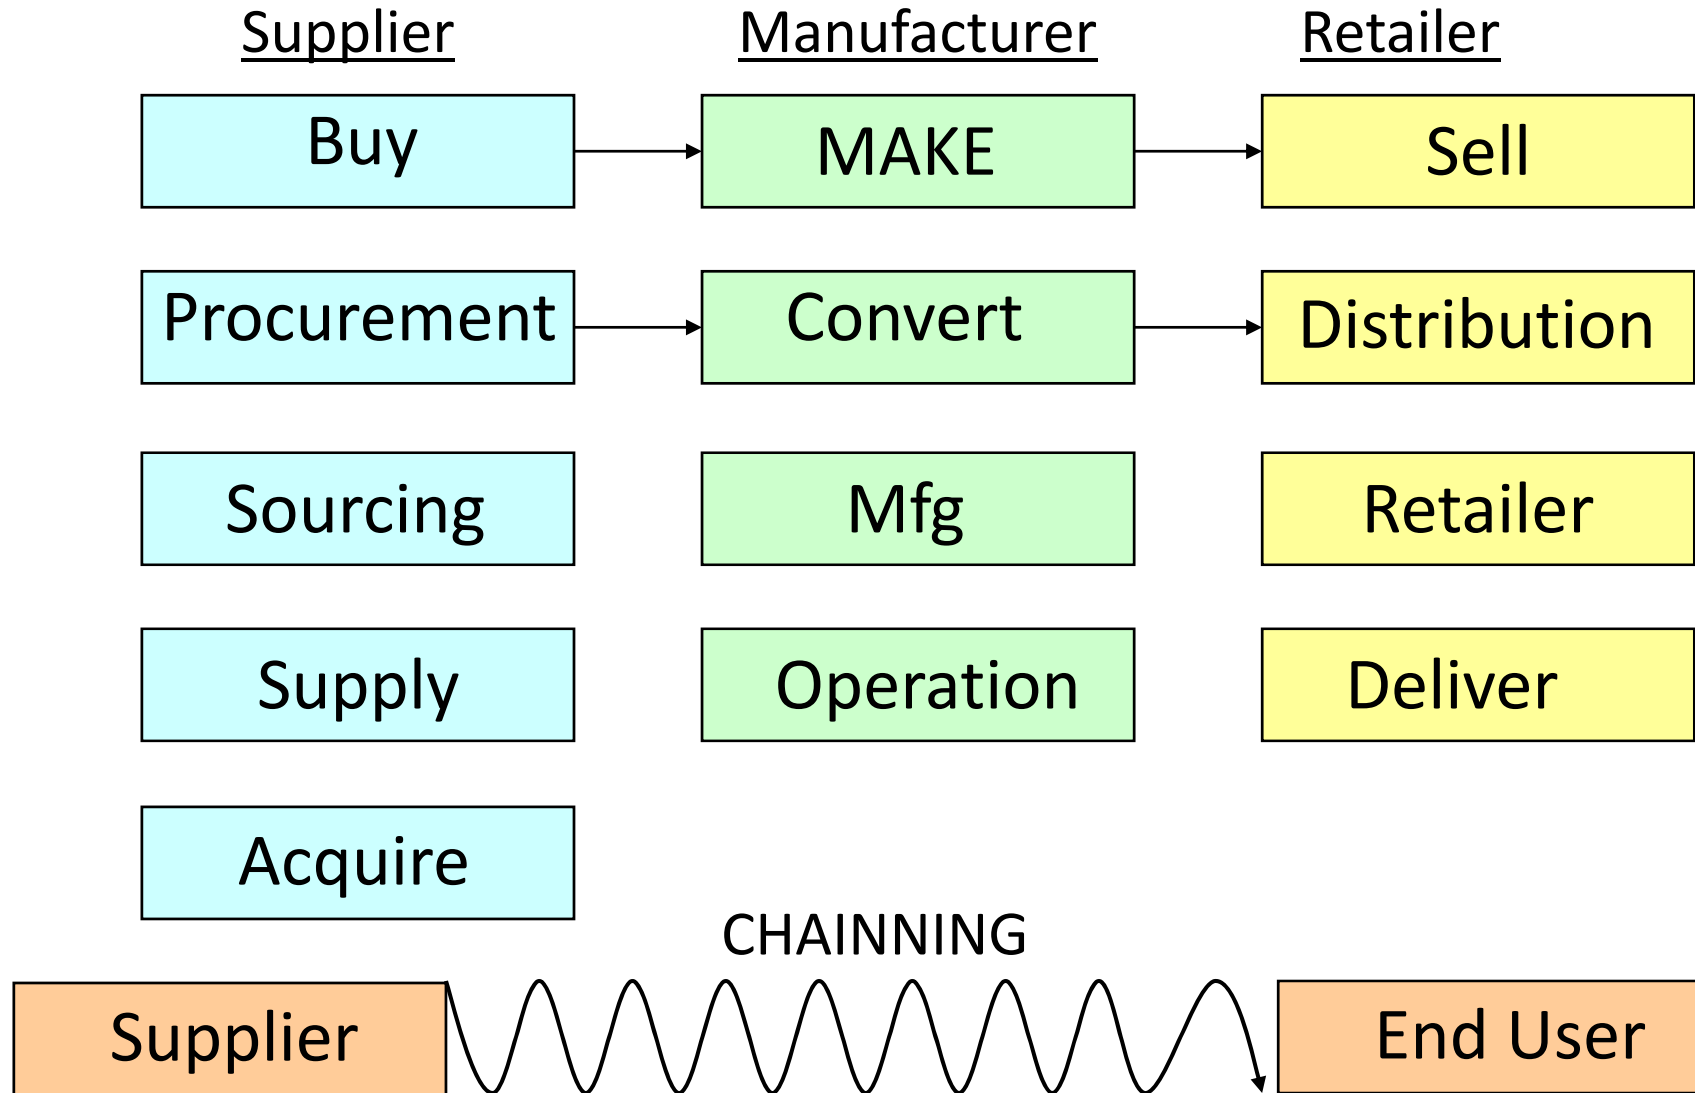 Supplier
Manufacturer
Retailer
Buy
MAKE
Sell
Procurement
Convert
Distribution
Sourcing
Mfg
Retailer
Supply
Operation
Deliver
Acquire
CHAINNING
Supplier
End User